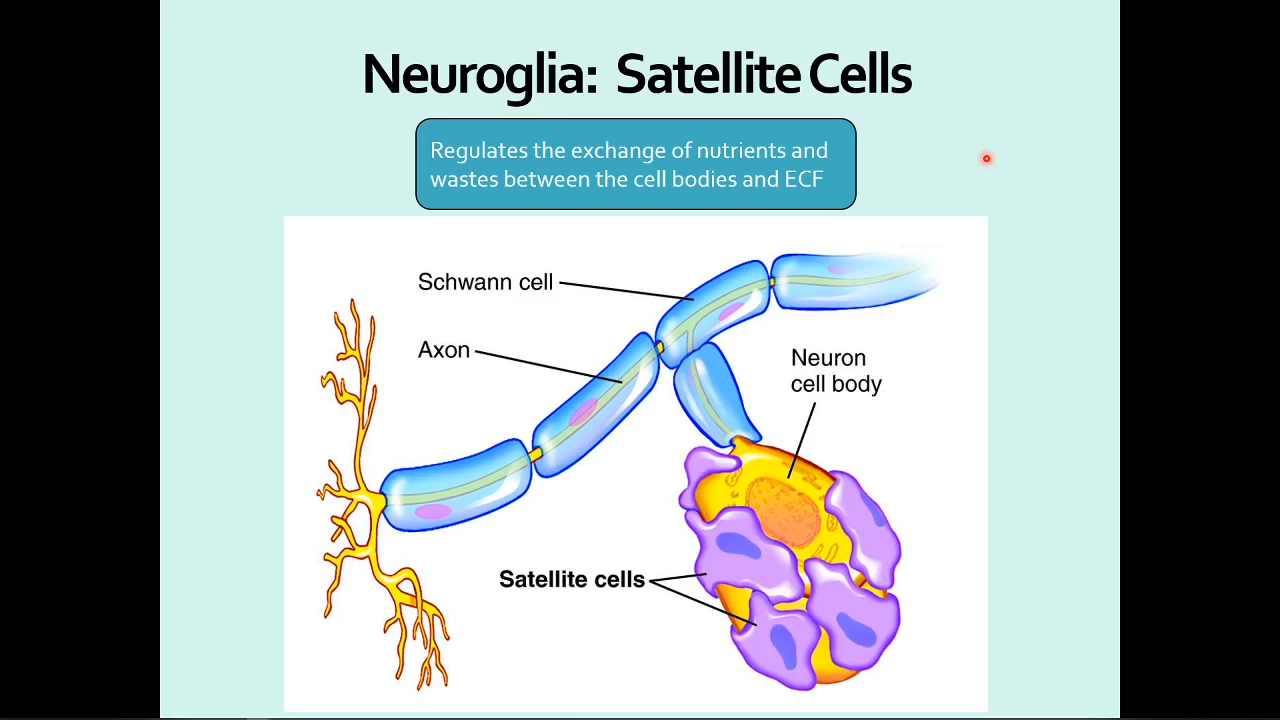 Neuroglia: Satellite Cells
Regulates the exchange of nutrients and
wastes between the cell bodies and ECF
Schwann cell
Axon
Neuron
cell body
Satellite cells